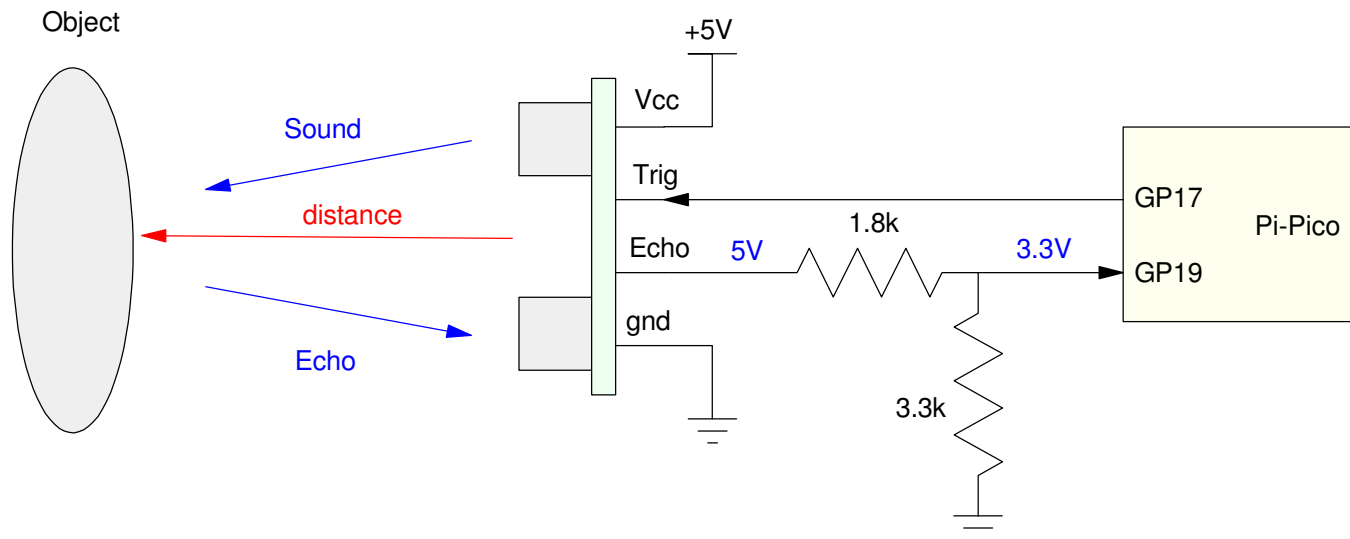 Object
+5V
Vcc
Sound
Trig
GP17
distance
1.8k
Pi-Pico
Echo
5V
3.3V
GP19
gnd
Echo
3.3k